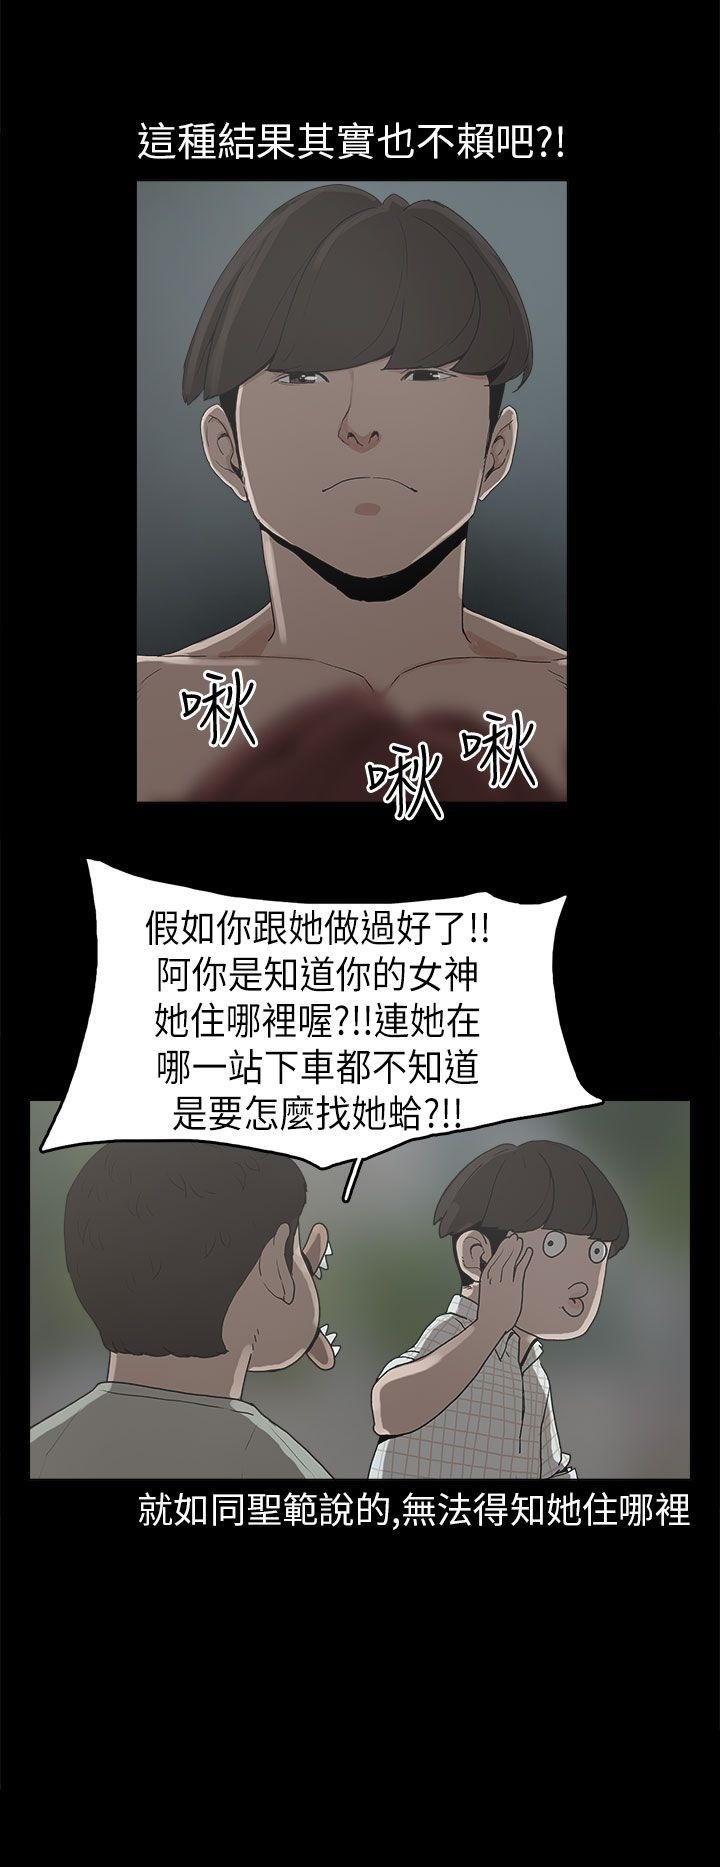 這種結果其實也不賴吧?!
啾
啾
啾
假如你跟她做過好了!!
阿你是知道你的女神
她住哪裡喔?!!連她在
哪一站下車都不知道
是要怎麼找她蛤?!!
就如同聖範說的,無法得知她住哪裡